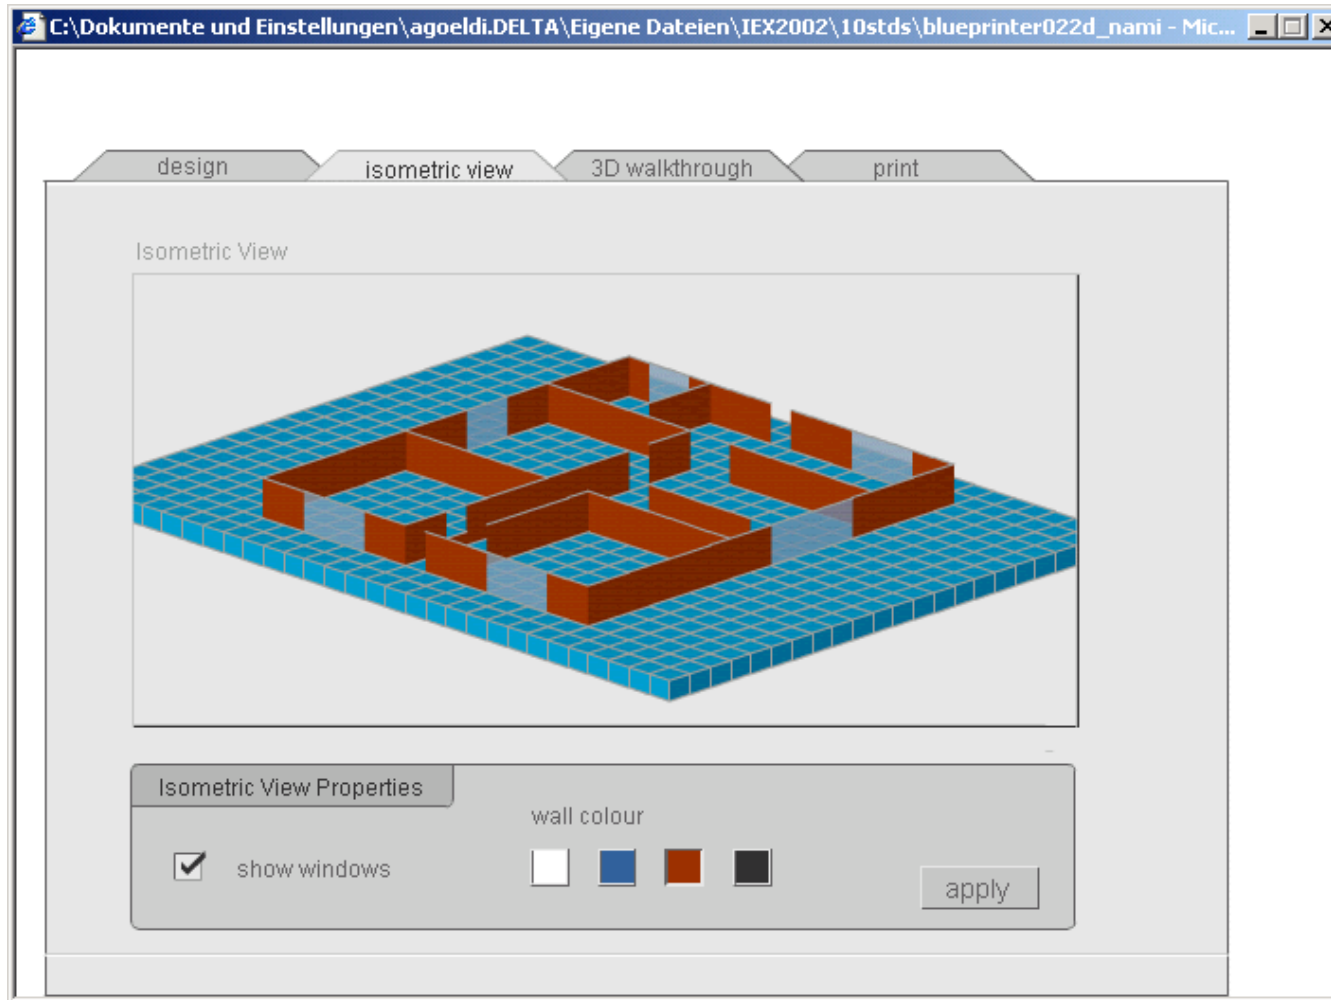 C:\Dokumente und Einstellungen\agoeldi.DELTA\Eigene Dateien\IEX2002\10stds\blueprinter022d_nami - Mic...
design isometric view 3D walkthrough print
Isometric View
Isometric View Properties
wall colour
show windows
apply